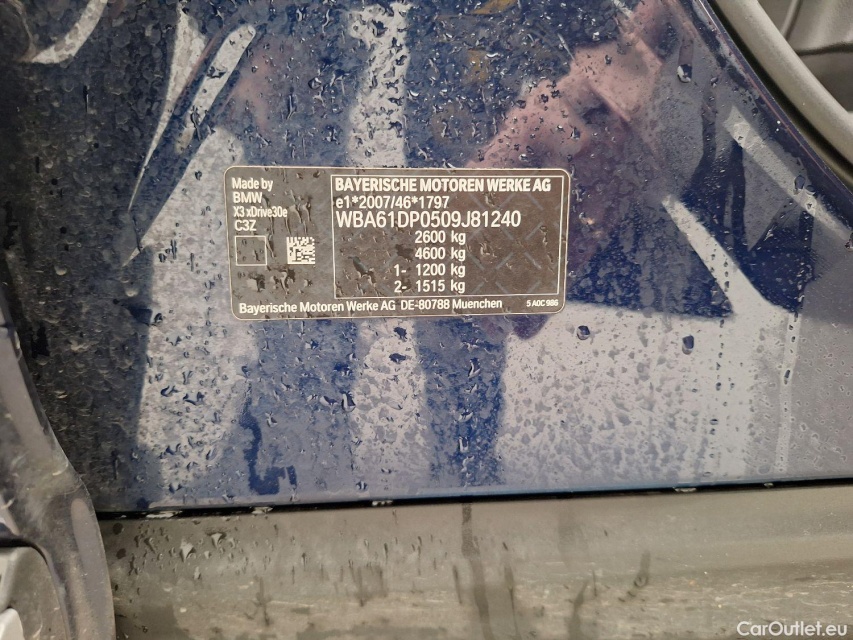 Made by
BMW
X3 xDrive30e
C3Z
BAYERISCHE MOTOREN WERKE AG
e1*2007/46*1797
WBA61DP0509J81240
2600 kg
4600 kg
1- 1200 kg
2- 1515 kg
Bayerische Motoren Werke AG DE-80788 Muenchen
5 A0C 986
CarOutlet.eu